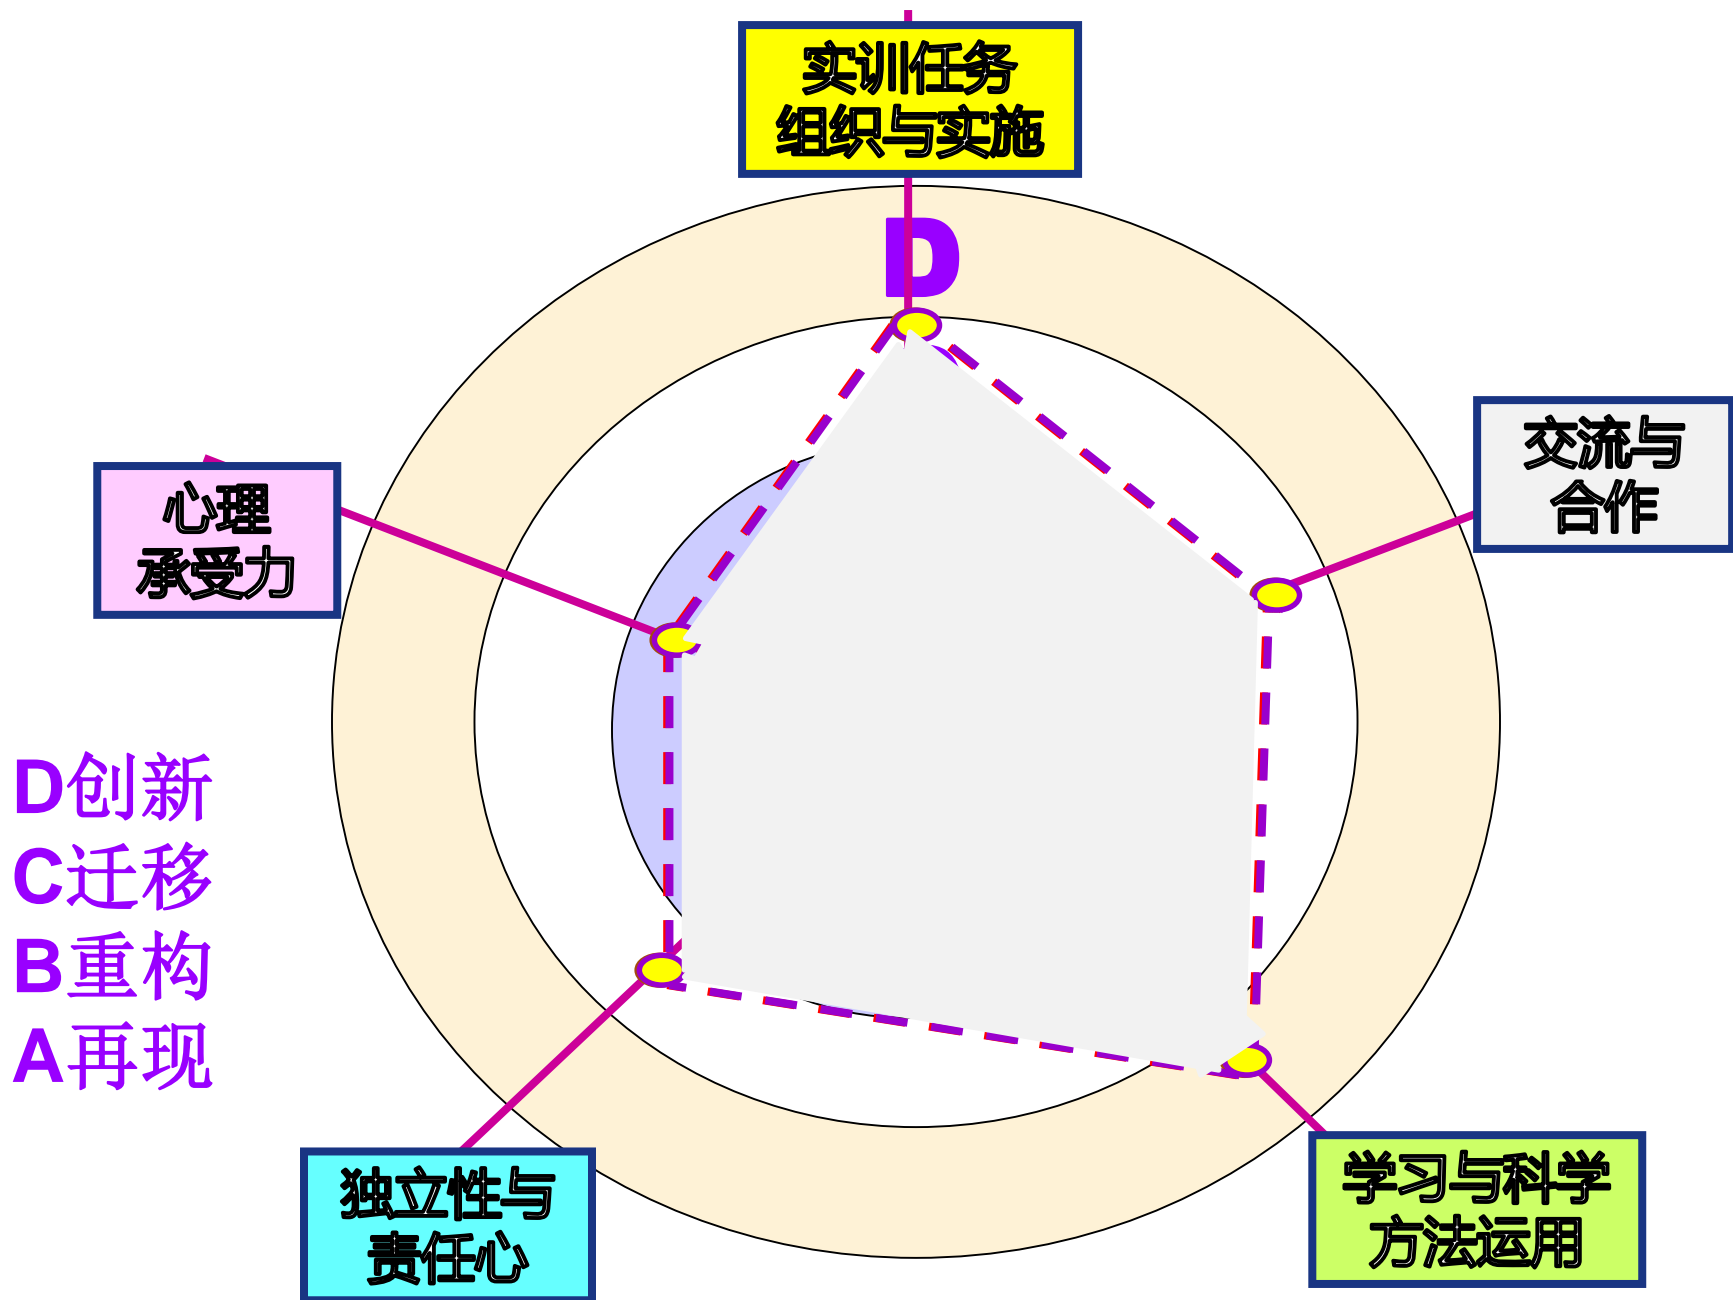 实训任务
组织与实施
D
交流与
合作
心理
承受力
D创新
C迁移
B重构
A再现
独立性与
责任心
学习与科学
方法运用